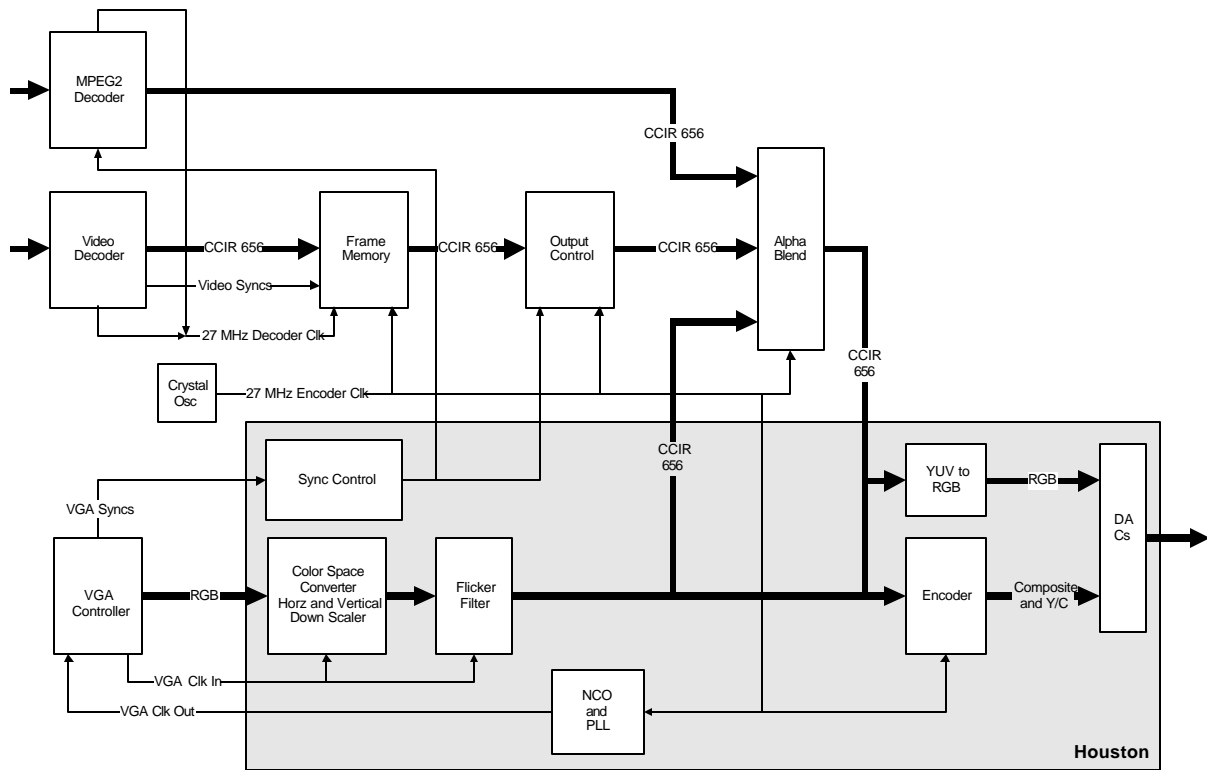 MPEG2
Decoder
CCIR 656
Video
Decoder
CCIR 656
Frame
Memory
CCIR 656
Output
Control
CCIR 656
Alpha
Blend
Video Syncs
27 MHz Decoder Clk
CCIR
656
Crystal
Osc
27 MHz Encoder Clk
Sync Control
CCIR
656
YUV to
RGB
RGB
VGA Syncs
DA
Cs
VGA
Controller
RGB
Color Space
Converter
Horz and Vertical
Down Scaler
Flicker
Filter
Encoder
Composite
and Y/C
VGA Clk In
VGA Clk Out
NCO
and
PLL
Houston